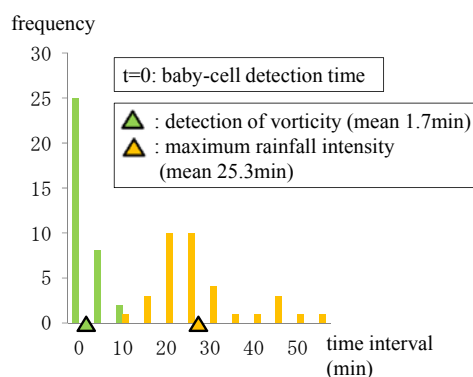 frequency
30
t=0: baby-cell detection time
25
: detection of vorticity (mean 1.7min)
20
: maximum rainfall intensity
(mean 25.3min)
15
10
5
0
0 10 20 30 40 50 time interval
(min)